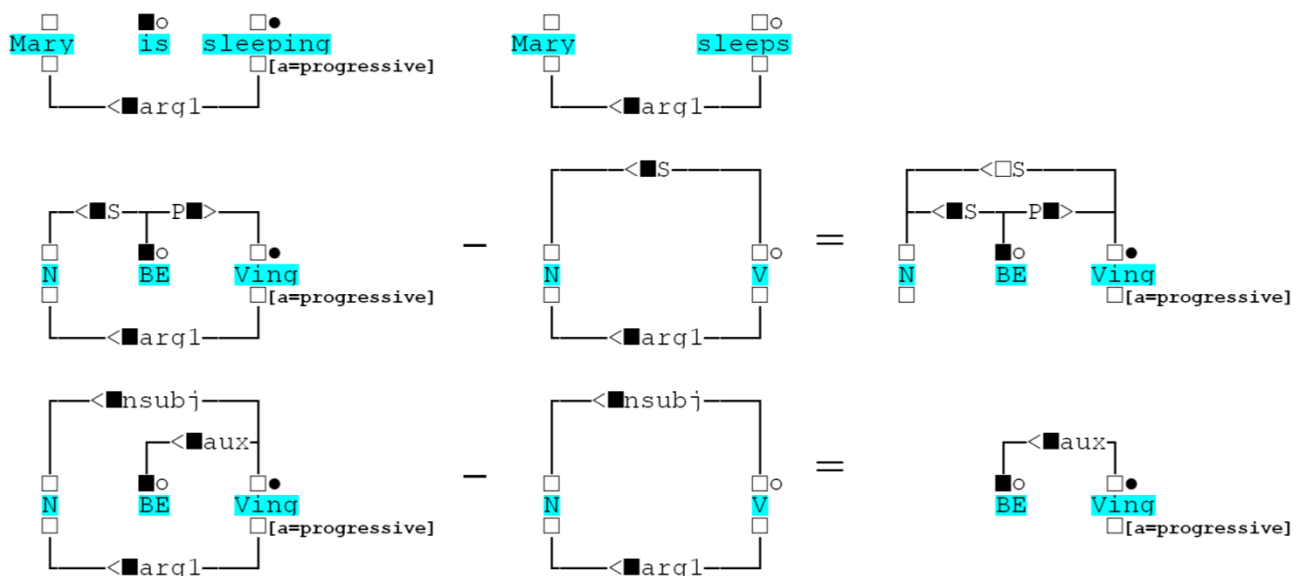 □ ■○ □● □ □○
Mary is sleeping Mary sleeps
□ □[a=progressive] □ □
<■arg1 <■arg1
<■S <□S
<■S P■> <■S P■>
□ ■○ □● − □ □○ = □ ■○ □●
N BE Ving N V N BE Ving
□ □[a=progressive] □ □ □ □[a=progressive]
<■arg1 <■arg1
<■nsubj <■nsubj
<■aux <■aux
□ ■○ □● − □ □○ = ■○ □●
N BE Ving N V BE Ving
□ □[a=progressive] □ □ □[a=progressive]
<■arg1 <■arg1